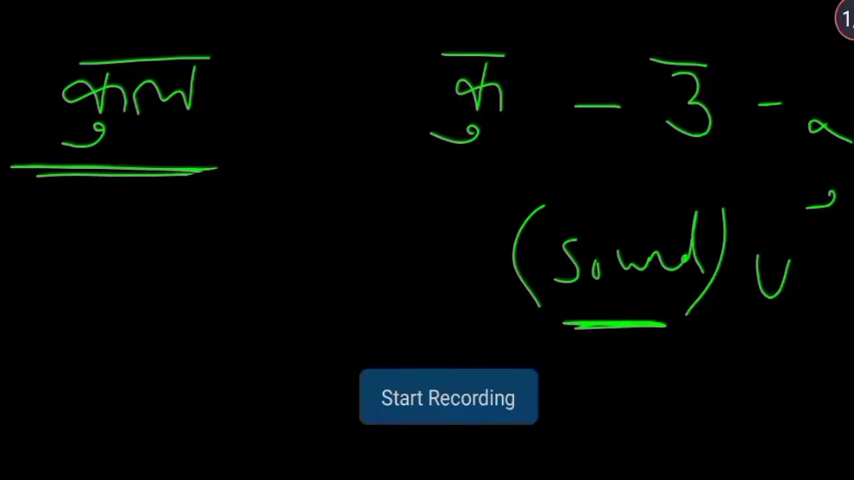 कुल कु - उ - ु
(Sound) U
Start Recording